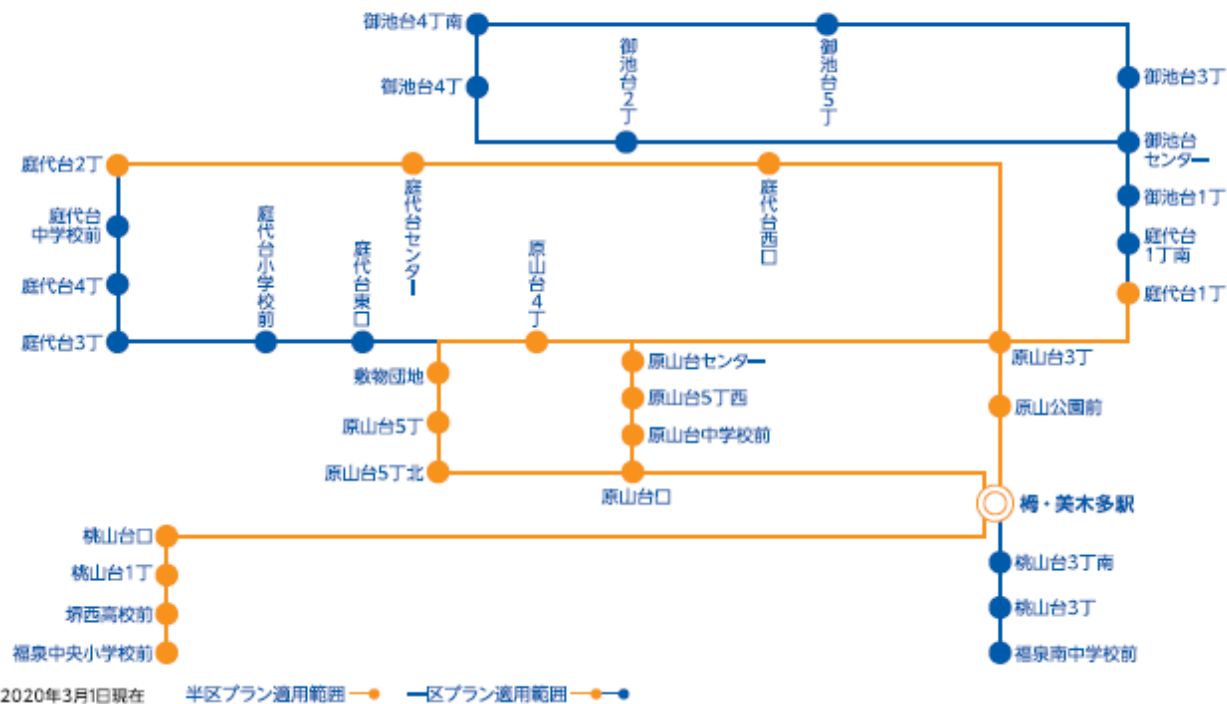 御池台4丁南
御池台5丁
御池台2丁
御池台4丁
御池台3丁
御池台
センター
御池台1丁
庭代台
1丁南
庭代台1丁
庭代台2丁
庭代台センター
庭代台西口
庭代台
中学校前
庭代台小学校前
庭代台東口
原山台4丁
庭代台4丁
庭代台3丁
原山台3丁
敷物団地
原山台センター
原山台5丁西
原山公園前
原山台5丁
原山台中学校前
原山台5丁北
原山台口
栂・美木多駅
桃山台口
桃山台1丁
堺西高校前
福泉中央小学校前
桃山台3丁南
桃山台3丁
福泉南中学校前
2020年3月1日現在 半区プラン適用範囲 一区プラン適用範囲